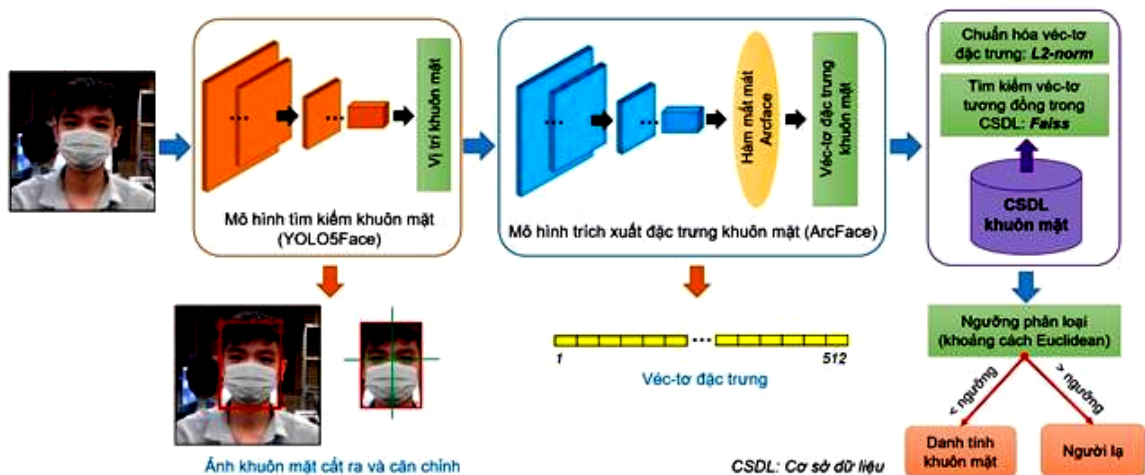 Vị trí khuôn mặt
Mô hình tìm kiếm khuôn mặt
(YOLO5Face)
Hàm mất mát
Arcface
Véc-tơ đặc trưng
khuôn mặt
Mô hình trích xuất đặc trưng khuôn mặt (ArcFace)
Chuẩn hóa véc-tơ
đặc trưng: L2-norm
Tìm kiếm véc-tơ
tương đồng trong
CSDL: Faiss
CSDL
khuôn mặt
Ảnh khuôn mặt cắt ra và căn chỉnh
1
512
Véc-tơ đặc trưng
Ngưỡng phân loại
(khoảng cách Euclidean)
< ngưỡng
> ngưỡng
Danh tính
khuôn mặt
Người lạ
CSDL: Cơ sở dữ liệu